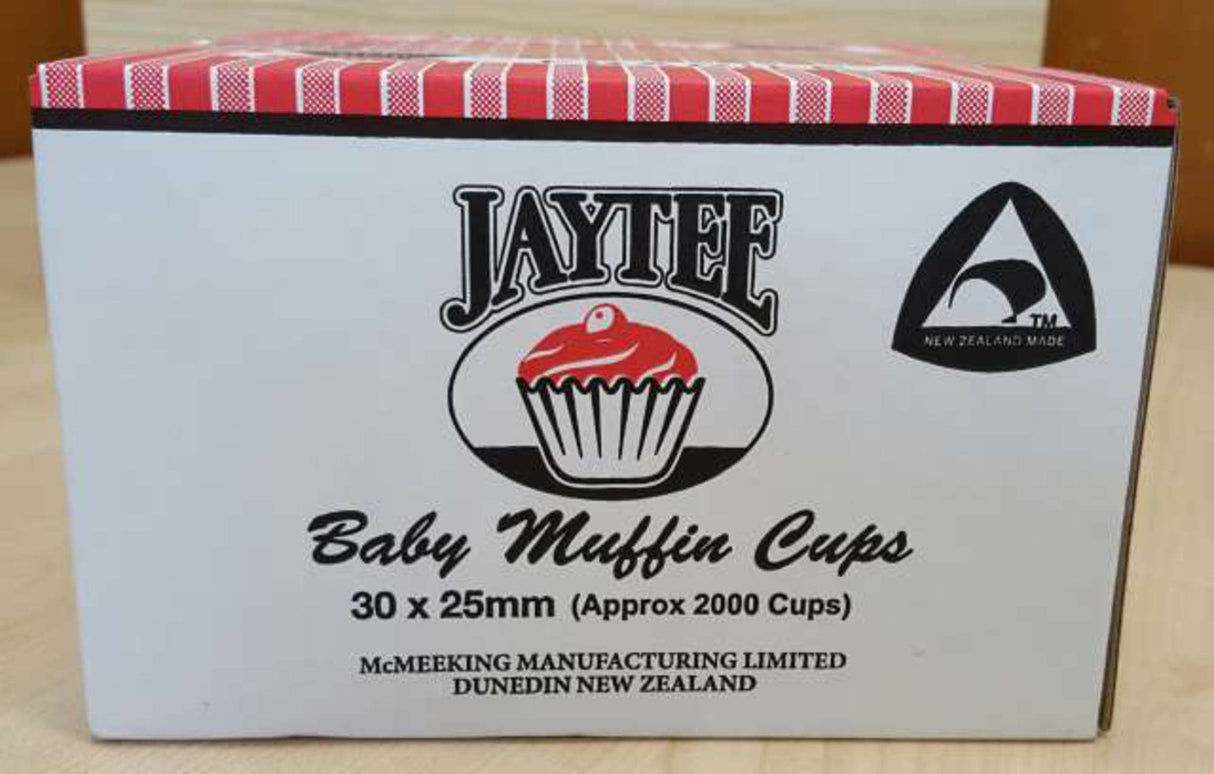 JAYTEE
TM
NEW ZEALAND MADE
Baby Muffin Cups
30 x 25mm (Approx 2000 Cups)
McMEEKING MANUFACTURING LIMITED
DUNEDIN NEW ZEALAND